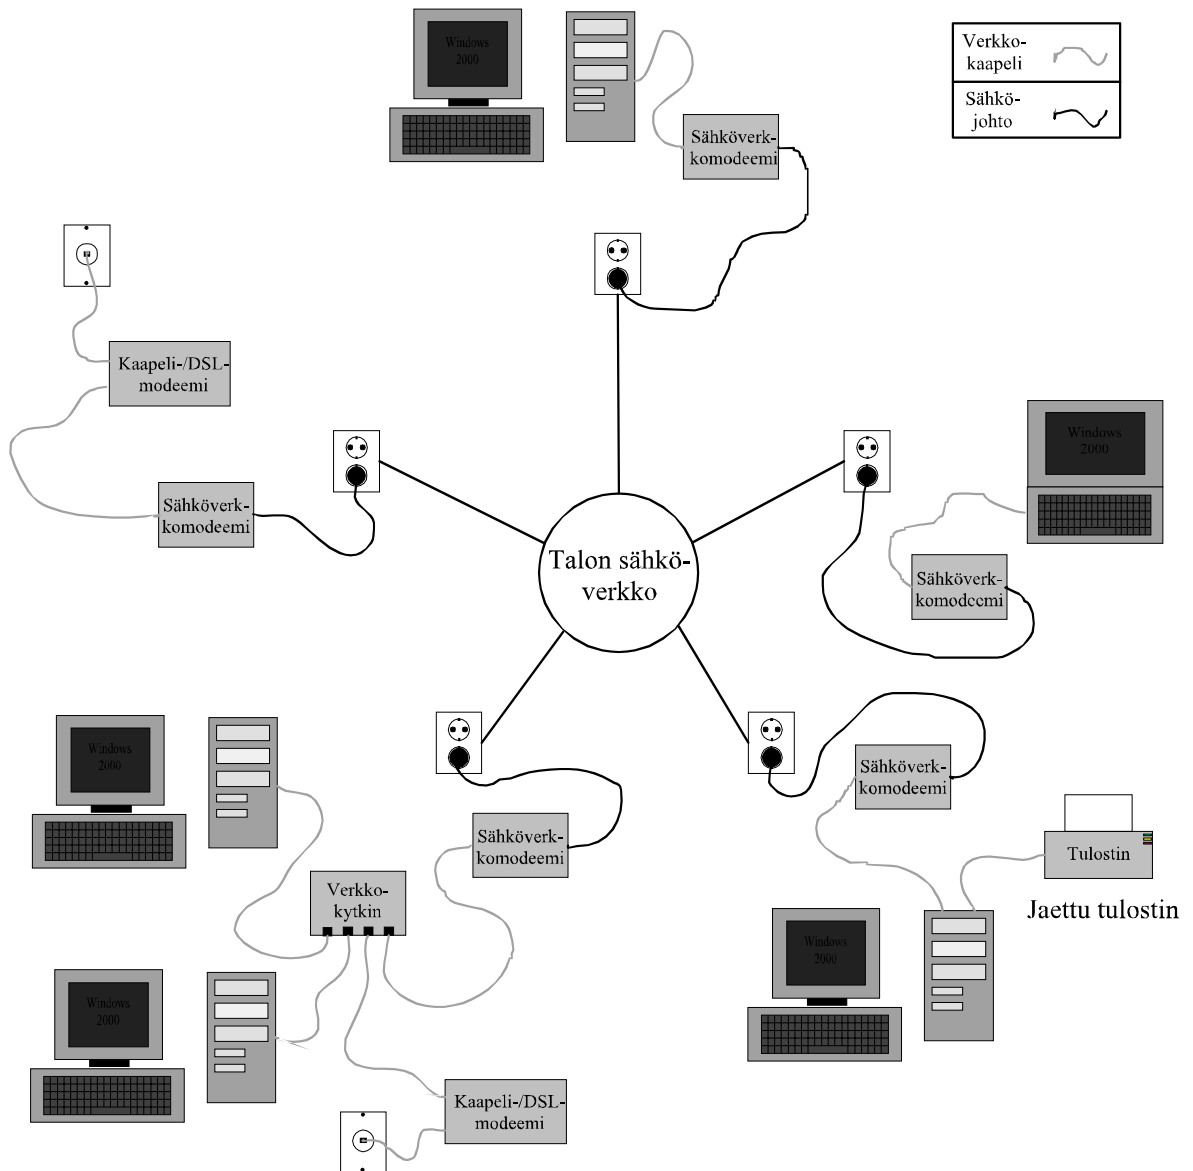 Windows
2000
Verkko-
kaapeli
Sähkö-
johto
Sähköverk-
komodeemi
Kaapeli-/DSL-
modeemi
Sähköverk-
komodeemi
Windows
2000
Sähköverk-
komodeemi
Talon sähkö-
verkko
Windows
2000
Sähköverk-
komodeemi
Sähköverk-
komodeemi
Tulostin
Jaettu tulostin
Verkko-
kytkin
Windows
2000
Windows
2000
Kaapeli-/DSL-
modeemi